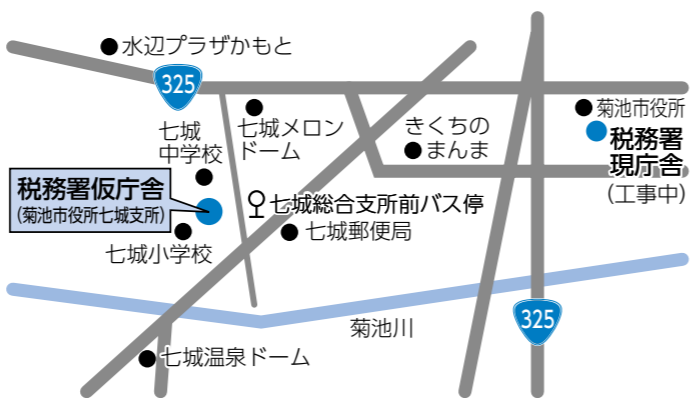 水辺プラザかもと
325
七城
中学校
七城メロン
ドーム
きくちの
まんま
菊池市役所
税務署
現庁舎
(工事中)
税務署仮庁舎
(菊池市役所七城支所)
七城総合支所前バス停
七城郵便局
七城小学校
菊池川
325
七城温泉ドーム